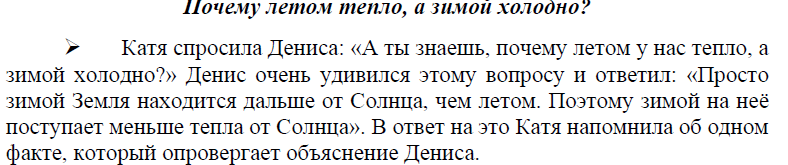 Почему летом тепло, а зимой холодно?
➢ Катя спросила Дениса: «А ты знаешь, почему летом у нас тепло, а
зимой холодно?» Денис очень удивился этому вопросу и ответил: «Просто
зимой Земля находится дальше от Солнца, чем летом. Поэтому зимой на неё
поступает меньше тепла от Солнца». В ответ на это Катя напомнила об одном
факте, который опровергает объяснение Дениса.